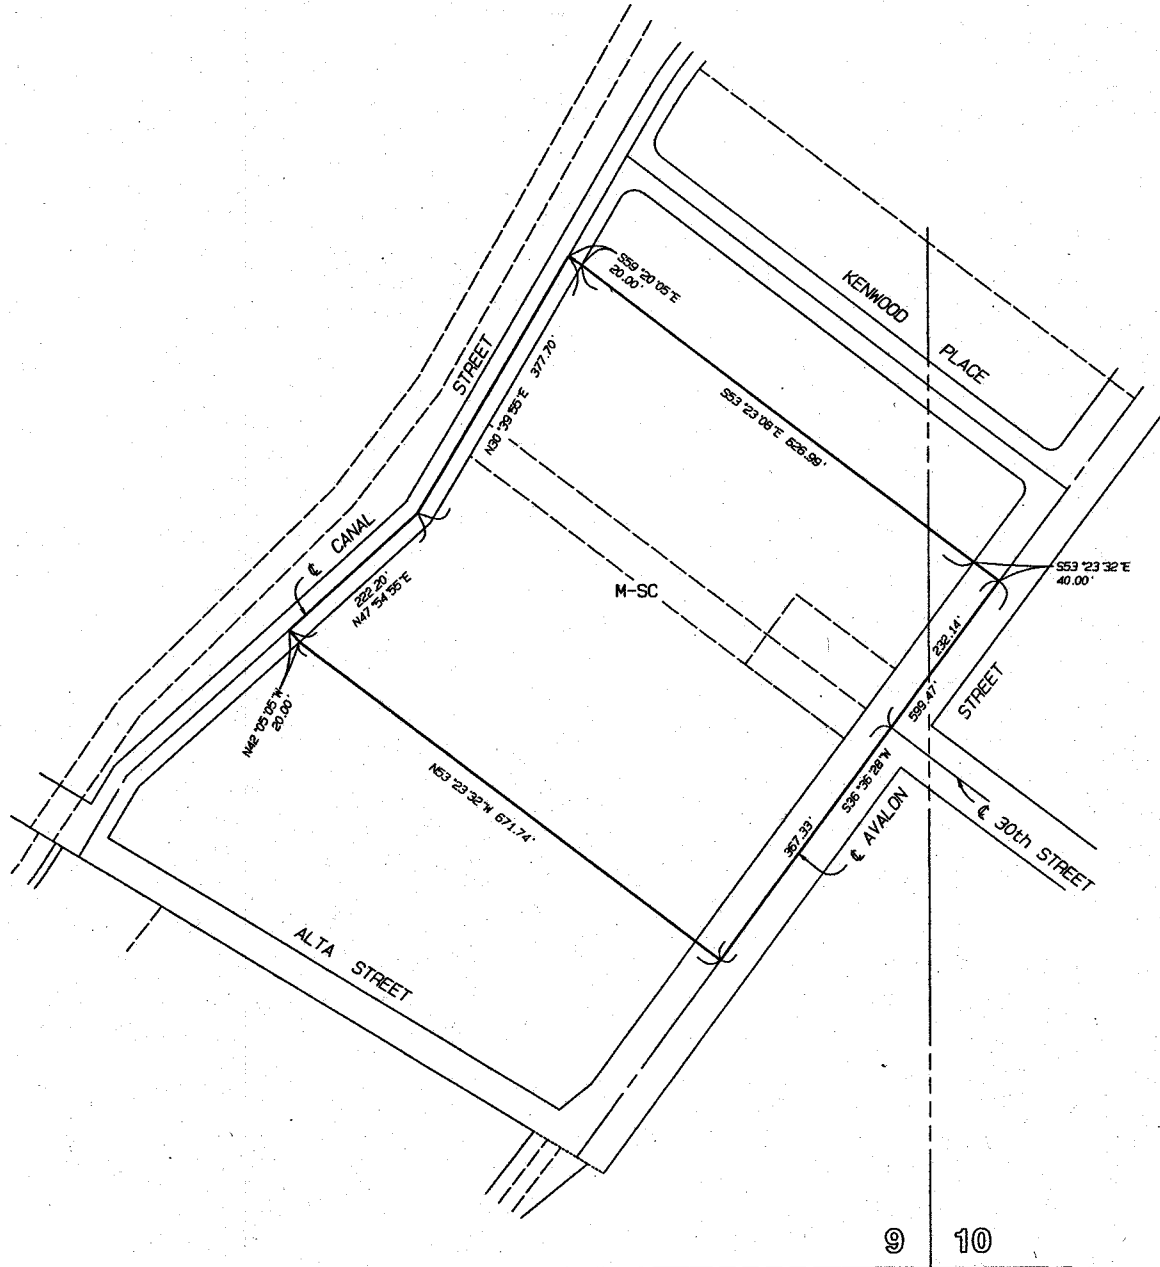 S59°20'05"E
20.00'
KENWOOD PLACE
STREET
N30°39'55"E 377.70'
S53°23'08"E 626.99'
℄ CANAL
222.20'
N47°54'55"E
M-SC
S53°23'32"E
40.00'
232.14'
599.47'
STREET
N42°05'05"W
20.00'
N53°23'32"W 671.74'
S36°36'28"W
367.33'
℄ AVALON
℄ 30th STREET
ALTA STREET
9 10